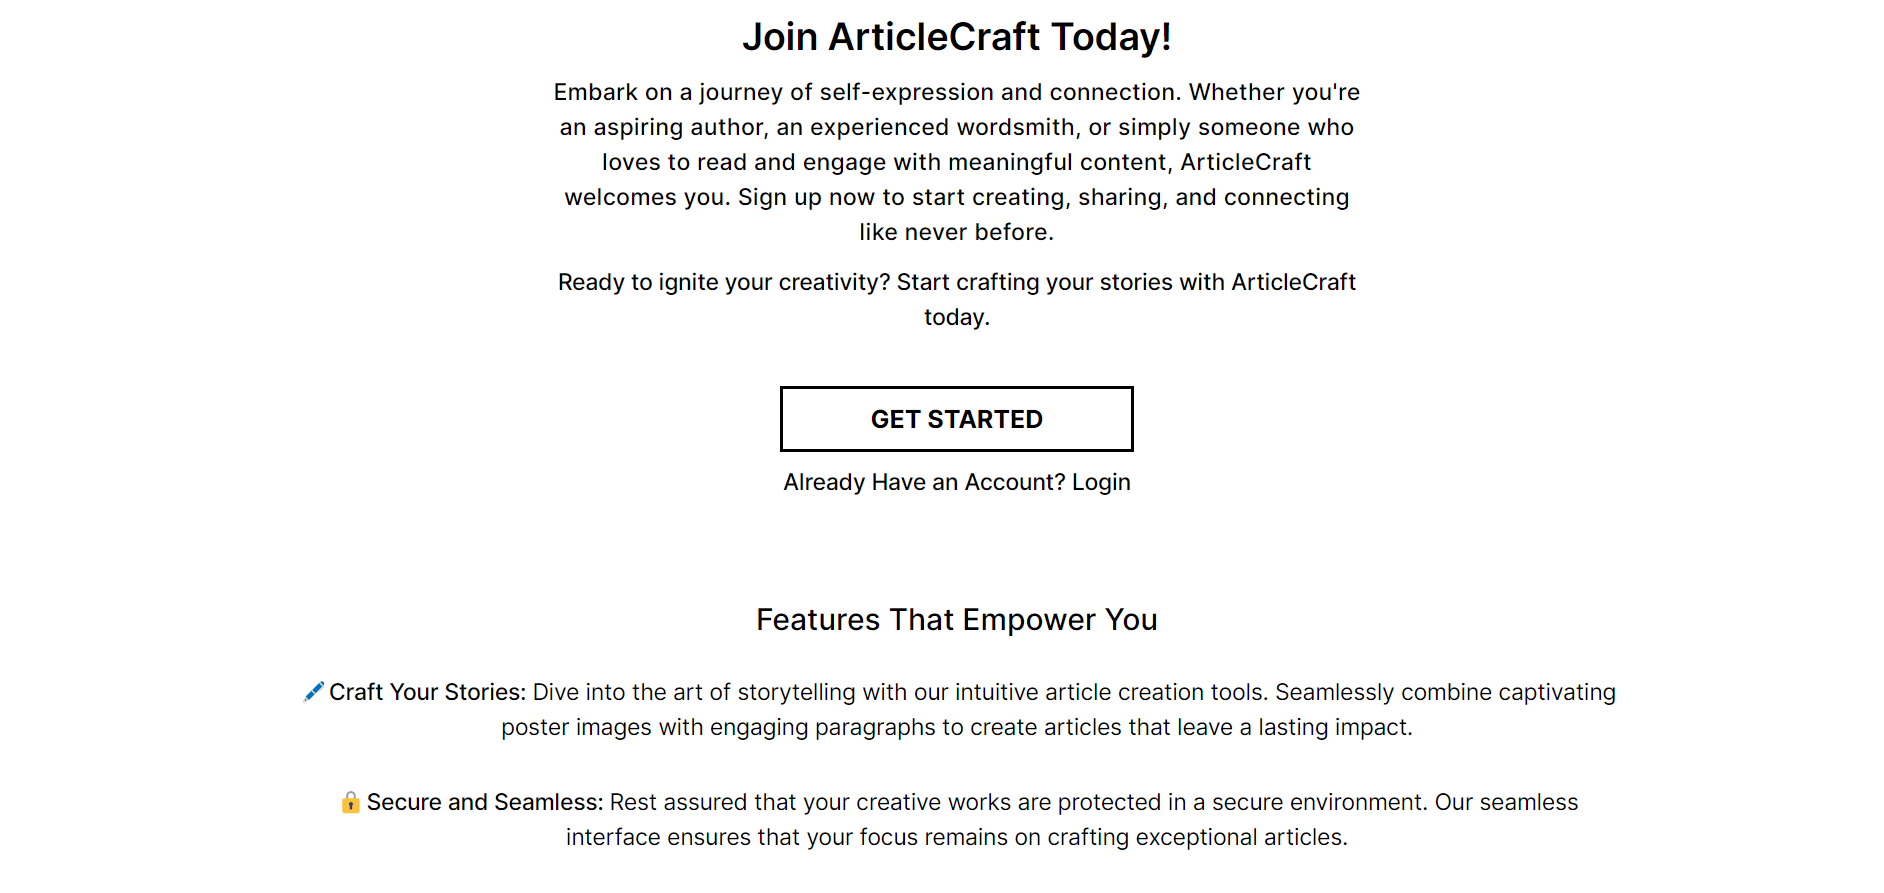 Join ArticleCraft Today!
Embark on a journey of self-expression and connection. Whether you're
an aspiring author, an experienced wordsmith, or simply someone who
loves to read and engage with meaningful content, ArticleCraft
welcomes you. Sign up now to start creating, sharing, and connecting
like never before.
Ready to ignite your creativity? Start crafting your stories with ArticleCraft
today.
GET STARTED
Already Have an Account? Login
Features That Empower You
Craft Your Stories: Dive into the art of storytelling with our intuitive article creation tools. Seamlessly combine captivating
poster images with engaging paragraphs to create articles that leave a lasting impact.
Secure and Seamless: Rest assured that your creative works are protected in a secure environment. Our seamless
interface ensures that your focus remains on crafting exceptional articles.